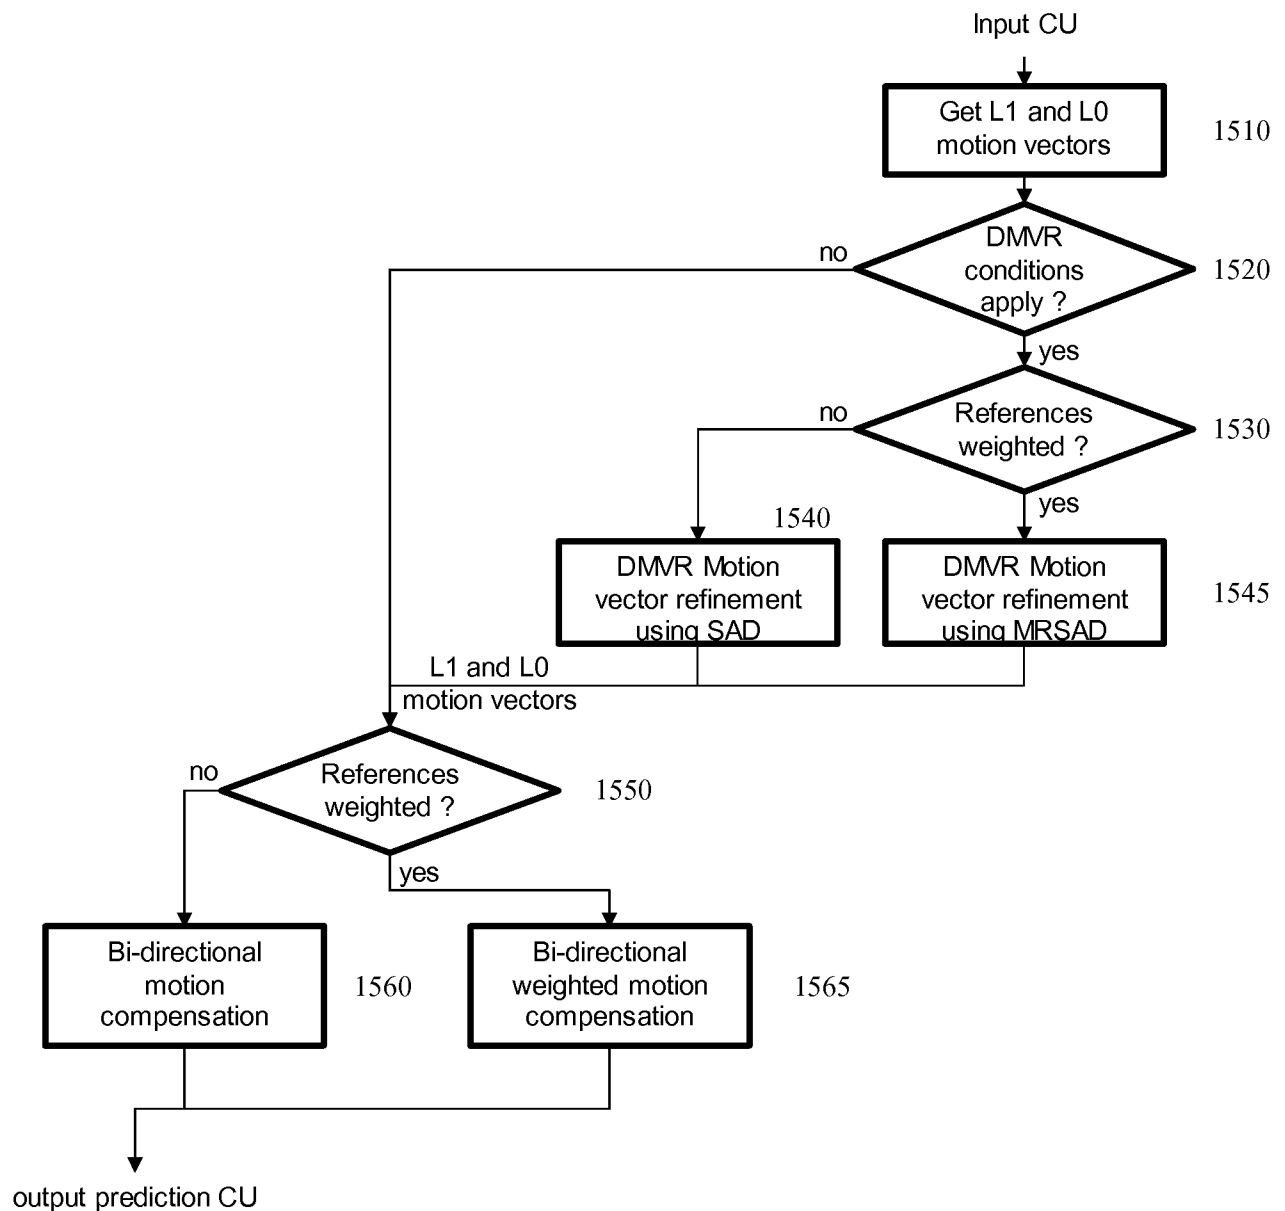 Input CU
Get L1 and L0
motion vectors
1510
DMVR
conditions
apply ?
1520
no
yes
References
weighted ?
1530
no
yes
1540
DMVR Motion
vector refinement
using SAD
DMVR Motion
vector refinement
using MRSAD
1545
L1 and L0
motion vectors
References
weighted ?
1550
no
yes
Bi-directional
motion
compensation
1560
Bi-directional
weighted motion
compensation
1565
output prediction CU